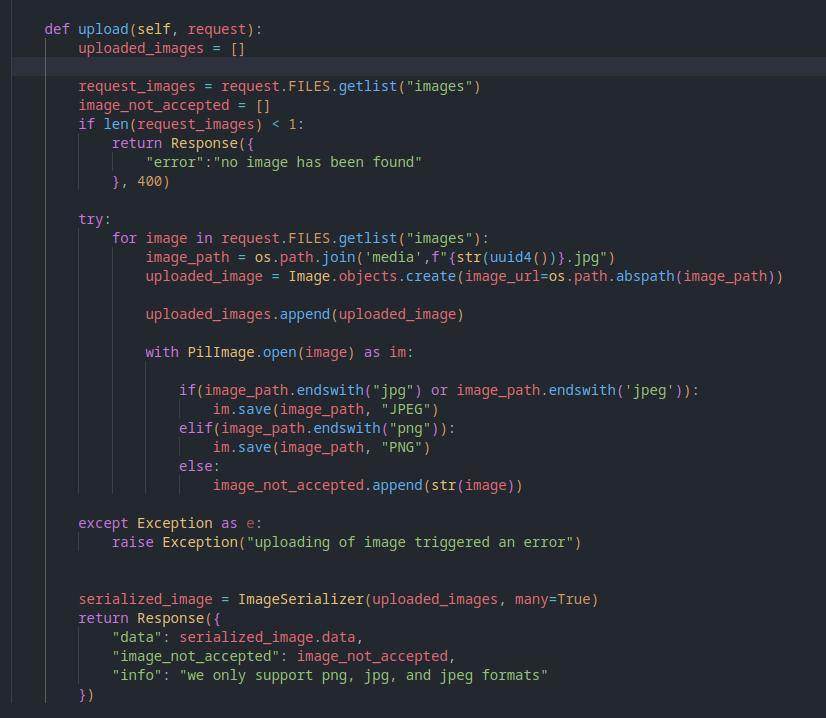 def upload(self, request):
uploaded_images = []
request_images = request.FILES.getlist("images")
image_not_accepted = []
if len(request_images) < 1:
return Response({
"error":"no image has been found"
}, 400)
try:
for image in request.FILES.getlist("images"):
image_path = os.path.join('media',f"{str(uuid4())}.jpg")
uploaded_image = Image.objects.create(image_url=os.path.abspath(image_path))
uploaded_images.append(uploaded_image)
with PilImage.open(image) as im:
if(image_path.endswith("jpg") or image_path.endswith('jpeg')):
im.save(image_path, "JPEG")
elif(image_path.endswith("png")):
im.save(image_path, "PNG")
else:
image_not_accepted.append(str(image))
except Exception as e:
raise Exception("uploading of image triggered an error")
serialized_image = ImageSerializer(uploaded_images, many=True)
return Response({
"data": serialized_image.data,
"image_not_accepted": image_not_accepted,
"info": "we only support png, jpg, and jpeg formats"
})